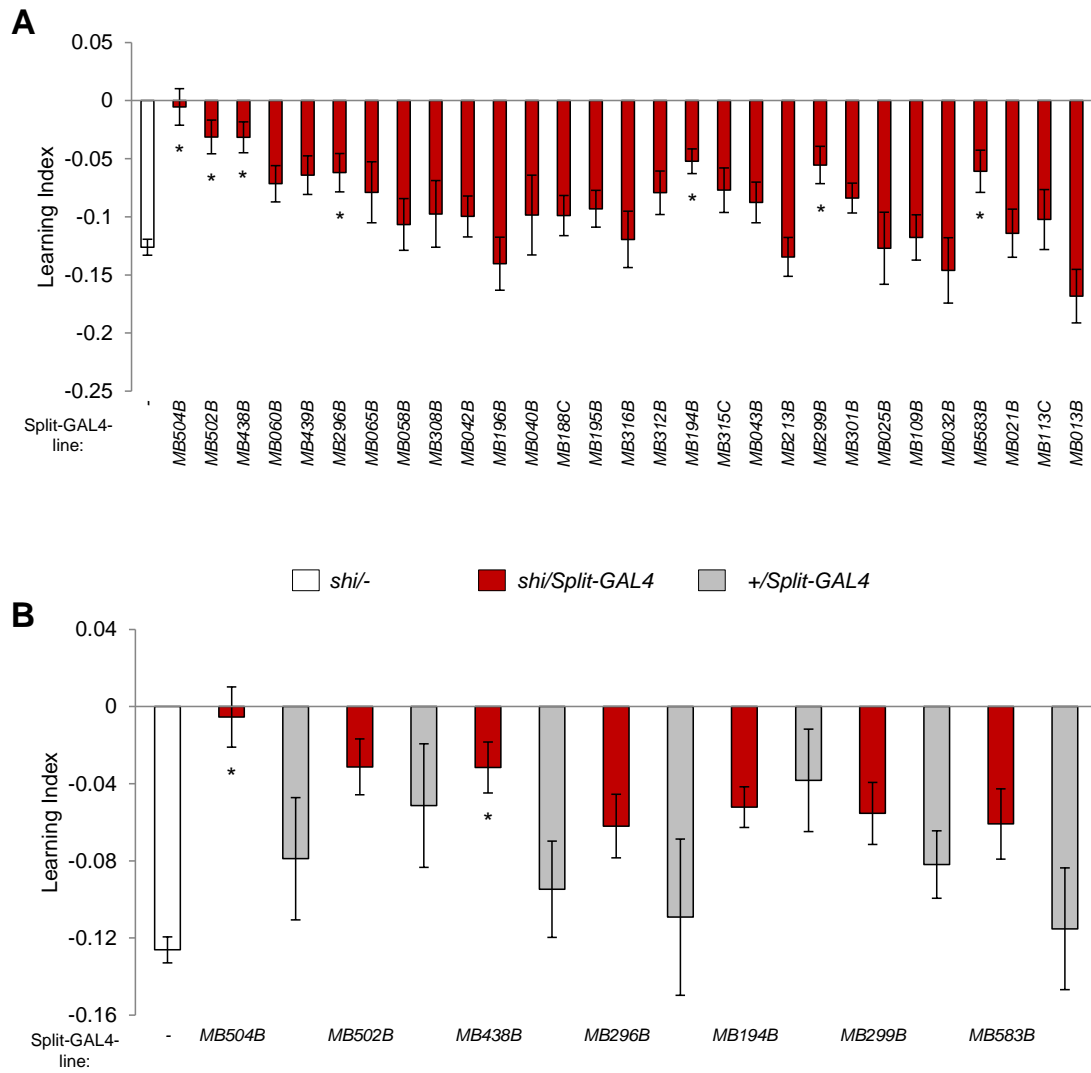 A
0.05
0
-0.05
-0.1
-0.15
-0.2
-0.25
Learning Index
* * * * * * *
Split-GAL4-
line:
-
MB504B
MB502B
MB438B
MB060B
MB439B
MB296B
MB065B
MB058B
MB308B
MB042B
MB196B
MB040B
MB188C
MB195B
MB316B
MB312B
MB194B
MB315C
MB043B
MB213B
MB299B
MB301B
MB025B
MB109B
MB032B
MB583B
MB021B
MB113C
MB013B
shi/- shi/Split-GAL4 +/Split-GAL4
B
0.04
0
-0.04
-0.08
-0.12
-0.16
Learning Index
* *
Split-GAL4-
line:
- MB504B MB502B MB438B MB296B MB194B MB299B MB583B